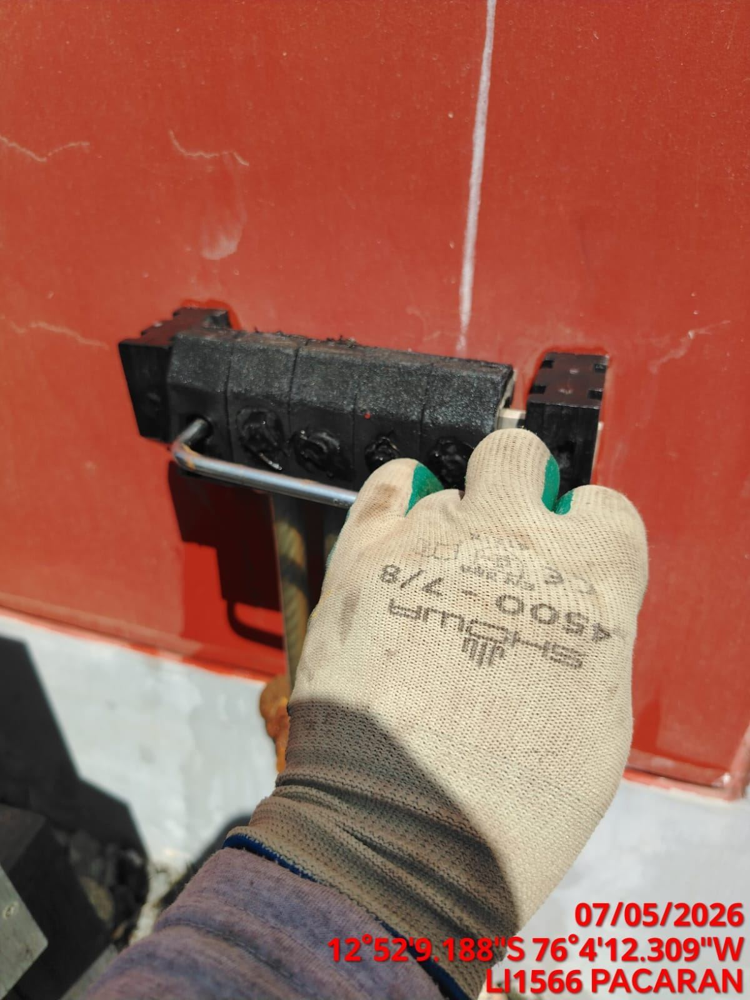 4500 - 7/8
SHOWA
07/05/2026
12°52'9.188"S 76°4'12.309"W
LI1566 PACARAN